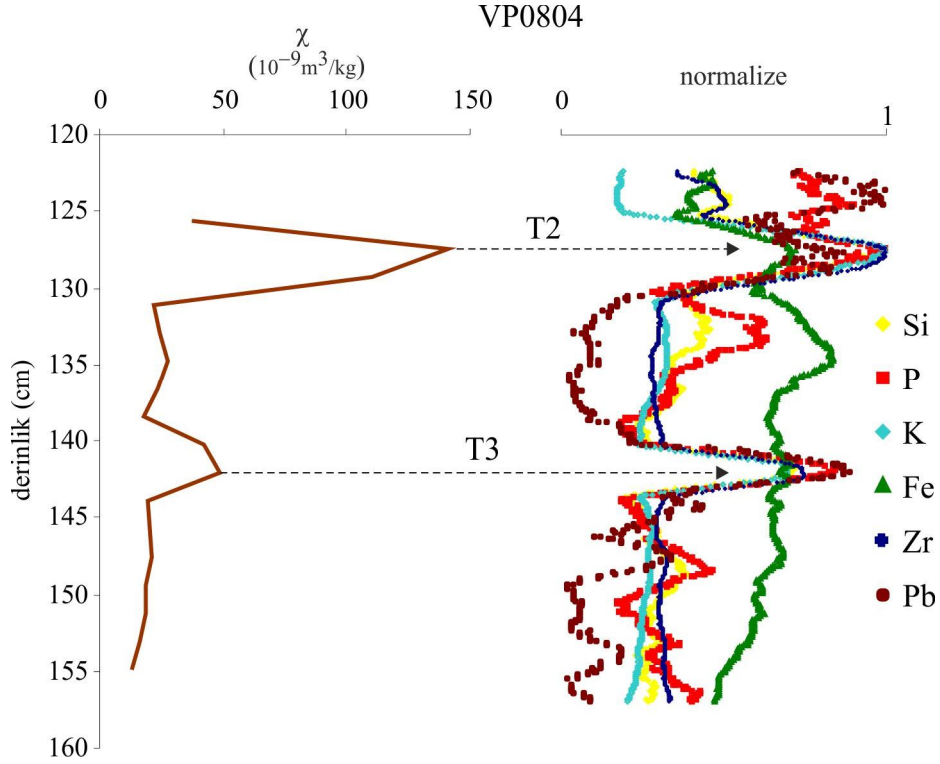 VP0804
χ
(10⁻⁹m³/kg)
normalize
0 50 100 150
0 1
120
125
130
135
140
145
150
155
160
derinlik (cm)
T2
T3
Si
P
K
Fe
Zr
Pb